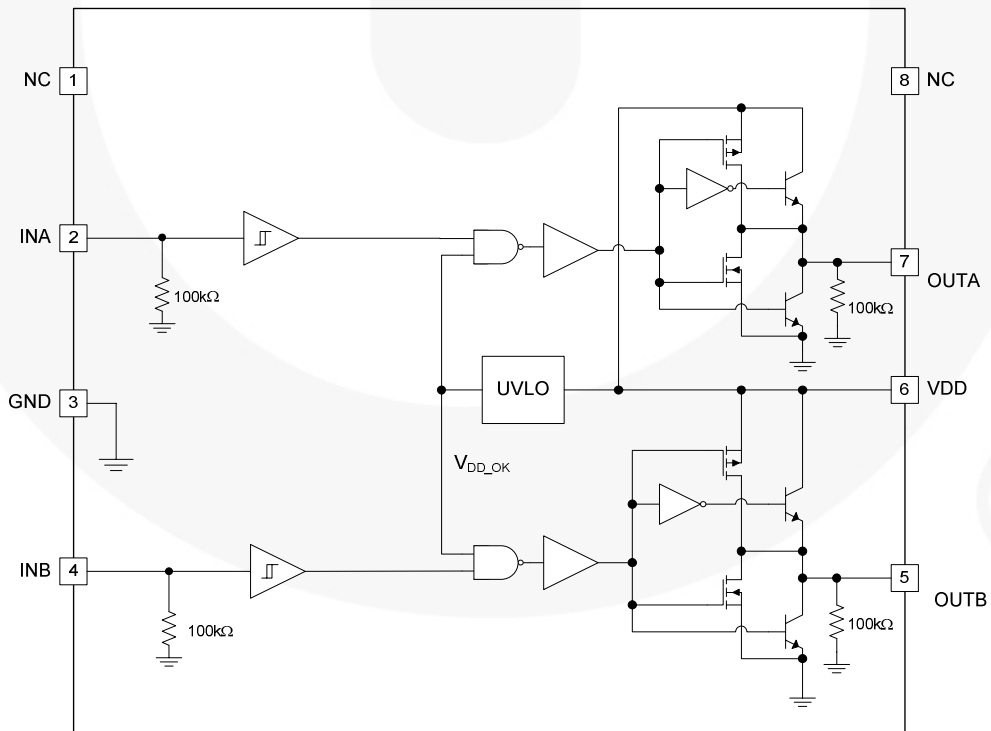 NC 1
8 NC
INA 2
7
OUTA
100kΩ
100kΩ
GND 3
UVLO
6 VDD
VDD_OK
INB 4
5
OUTB
100kΩ
100kΩ